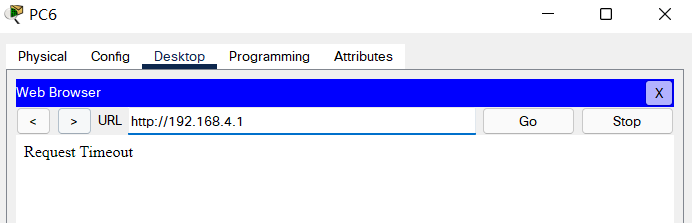 PC6
Physical Config Desktop Programming Attributes
Web Browser X
< > URL http://192.168.4.1 Go Stop
Request Timeout